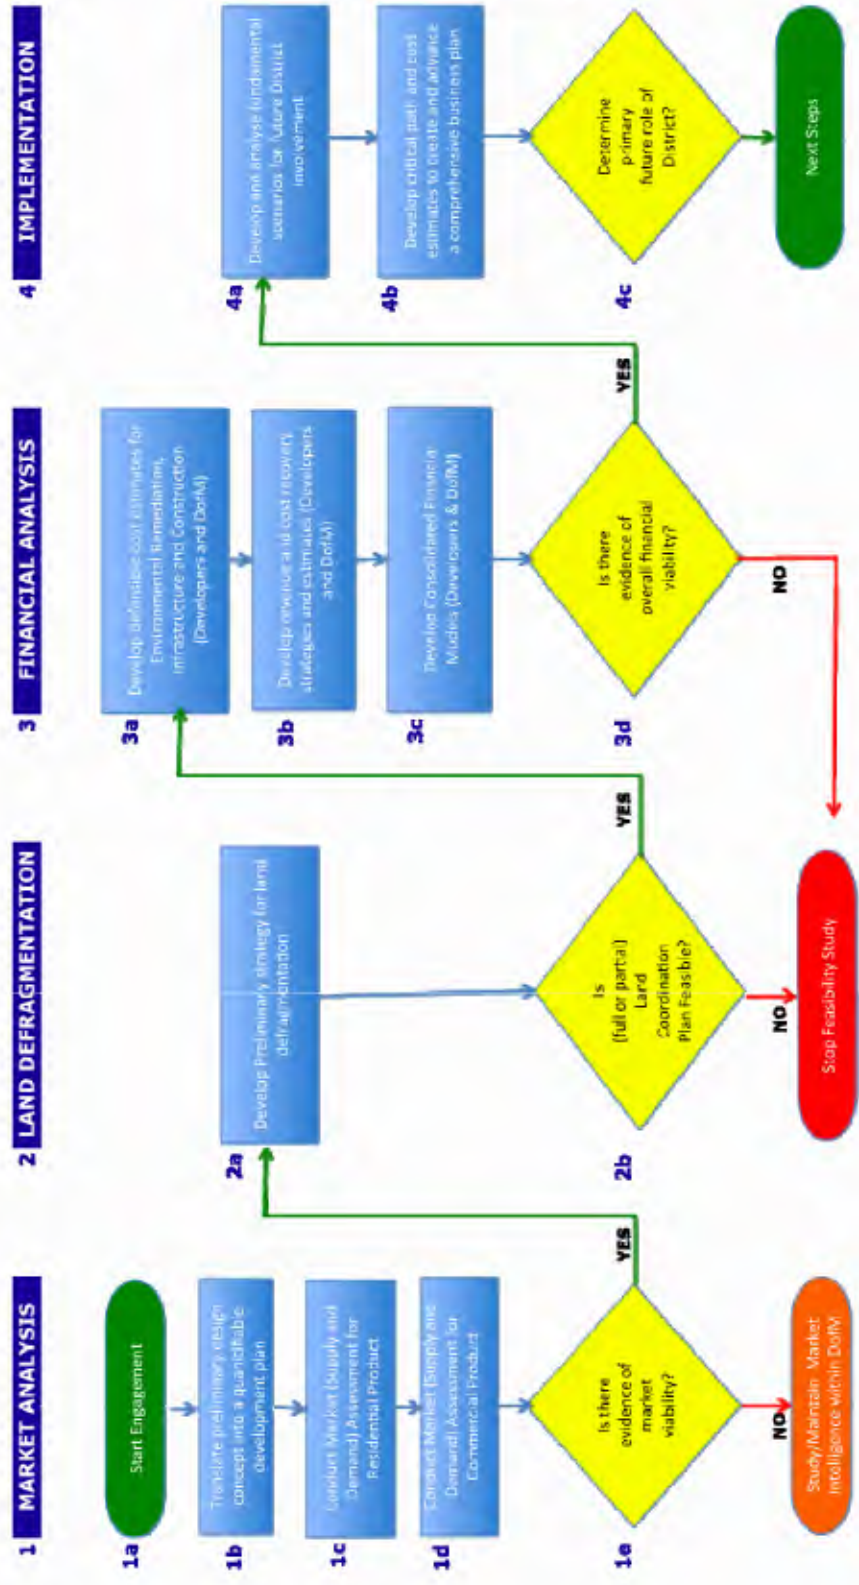 1 MARKET ANALYSIS
1a
Start Engagement
1b
Translate preliminary design
concept into a quantifiable
development plan
1c
Conduct Market (Supply and
Demand) Assessment for
Residential Product
1d
Conduct Market (Supply and
Demand) Assessment for
Commercial Product
1e
Is there
evidence of
market
viability?
YES
NO
Study/Maintain Market
Intelligence within DofM
2 LAND DEFRAGMENTATION
2a
Develop Preliminary strategy for land
defragmentation
2b
Is
(full or partial)
Land
Coordination
Plan Feasible?
YES
NO
Stop Feasibility Study
3 FINANCIAL ANALYSIS
3a
Develop defensible cost estimates for
Environmental Remediation,
Infrastructure and Construction
(Developers and DofM)
3b
Develop revenue and cost recovery
strategies and estimates (Developers
and DofM)
3c
Develop Consolidated Financial
Models (Developers & DofM)
3d
Is there
evidence of
overall financial
viability?
YES
NO
4 IMPLEMENTATION
4a
Develop and analyse fundamental
scenarios for future District
involvement
4b
Develop critical path and cost
estimates to create and advance
a comprehensive business plan
4c
Determine
primary
future role of
District?
Next Steps